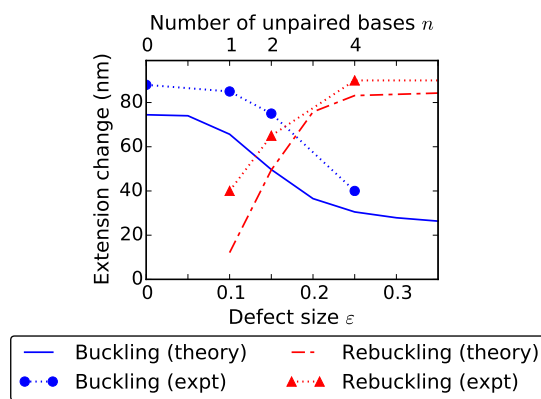 Number of unpaired bases n
0 1 2 4
Extension change (nm)
80
60
40
20
0
0 0.1 0.2 0.3
Defect size ε
Buckling (theory) Rebuckling (theory)
Buckling (expt) Rebuckling (expt)